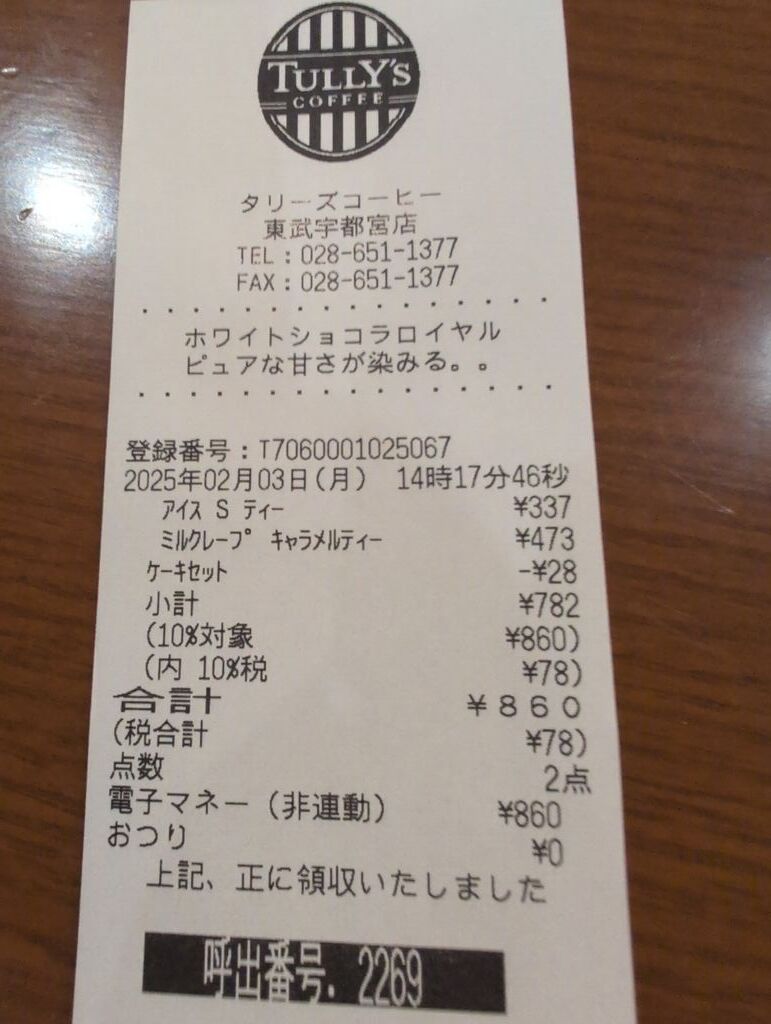 TULLY'S
COFFEE
タリーズコーヒー
東武宇都宮店
TEL：028-651-1377
FAX：028-651-1377
・・・・・・・・・・・・・・・・
ホワイトショコラロイヤル
ピュアな甘さが染みる。。
・・・・・・・・・・・・・・・・
登録番号：T7060001025067
2025年02月03日(月) 14時17分46秒
ｱｲｽ S ﾃｨｰ ¥337
ﾐﾙｸﾚｰﾌﾟ ｷｬﾗﾒﾙﾃｨｰ ¥473
ｹｰｷｾｯﾄ -¥28
小計 ¥782
(10%対象 ¥860)
(内 10%税 ¥78)
合計 ￥８６０
(税合計 ¥78)
点数 2点
電子マネー（非連動） ¥860
おつり ¥0
上記、正に領収いたしました
呼出番号. 2269